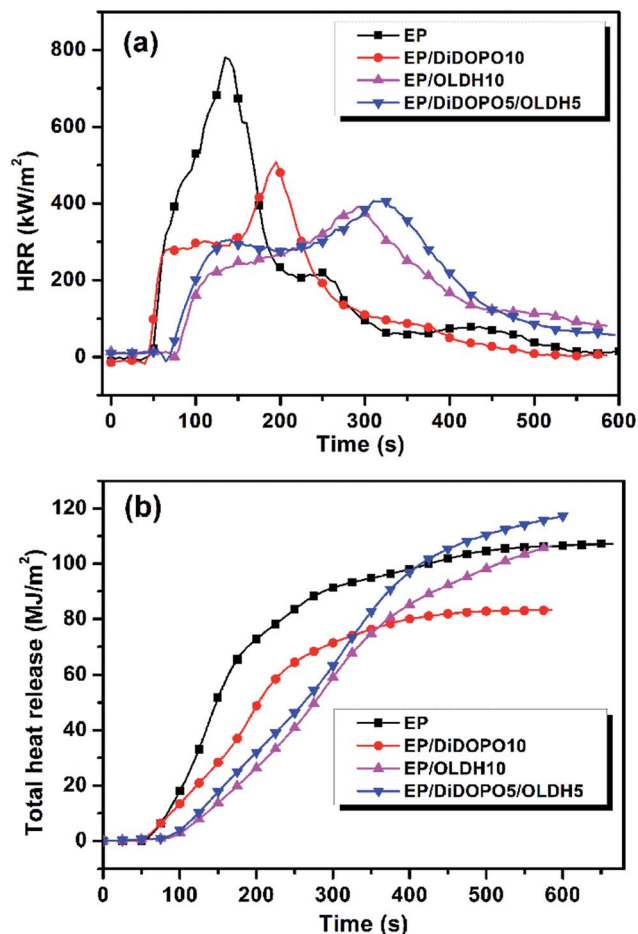 (a)
EP
EP/DiDOPO10
EP/OLDH10
EP/DiDOPO5/OLDH5
800
600
400
200
0
HRR (kW/m²)
0 100 200 300 400 500 600
Time (s)
(b)
120
100
80
60
40
20
0
Total heat release (MJ/m²)
EP
EP/DiDOPO10
EP/OLDH10
EP/DiDOPO5/OLDH5
0 100 200 300 400 500 600
Time (s)